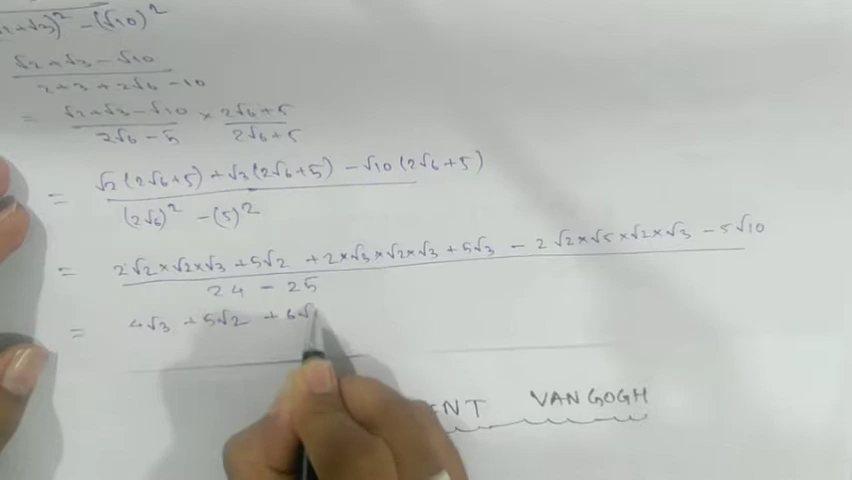 +√3)² - (√10)²
√2 + √3 - √10
2 + 3 + 2√6 - 10
= √2 + √3 - √10 × 2√6 + 5
2√6 - 5 2√6 + 5
= √2 (2√6 + 5) + √3 (2√6 + 5) - √10 (2√6 + 5)
(2√6)² - (5)²
= 2√2 × √2 × √3 + 5√2 + 2 × √3 × √2 × √3 + 5√3 - 2√2 × √5 × √2 × √3 - 5√10
24 - 25
= 4√3 + 5√2 + 6√
NT VAN GOGH